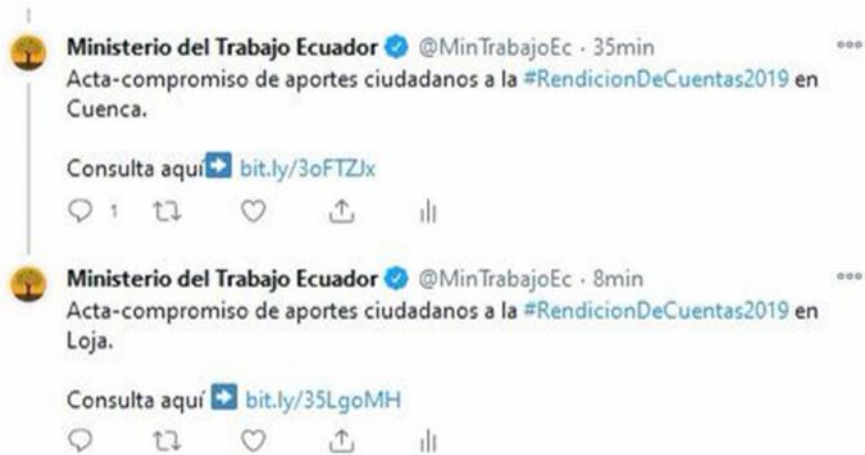 Ministerio del Trabajo Ecuador @MinTrabajoEc · 35min
Acta-compromiso de aportes ciudadanos a la #RendicionDeCuentas2019 en
Cuenca.
Consulta aquí➡ bit.ly/3oFTZJx
1
Ministerio del Trabajo Ecuador @MinTrabajoEc · 8min
Acta-compromiso de aportes ciudadanos a la #RendicionDeCuentas2019 en
Loja.
Consulta aquí ➡ bit.ly/35LgoMH